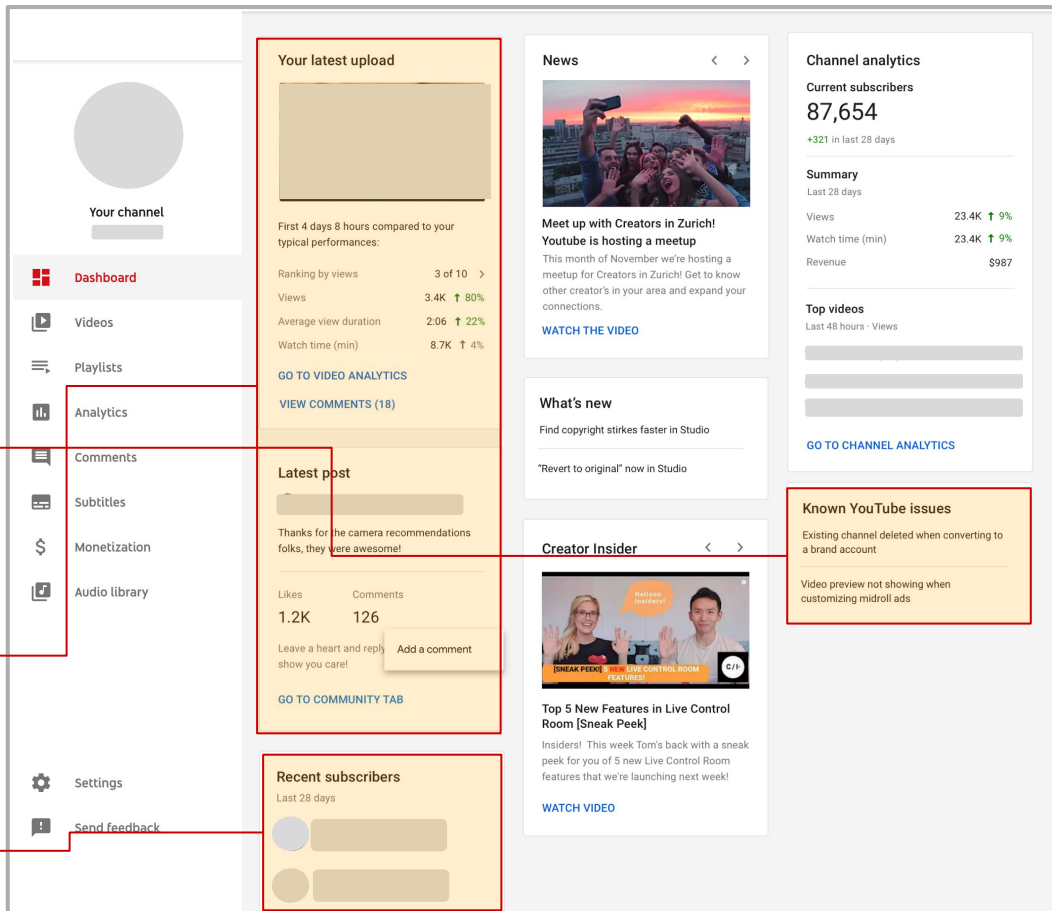 Your channel
Dashboard
Videos
Playlists
Analytics
Comments
Subtitles
Monetization
Audio library
Settings
Send feedback
Your latest upload
First 4 days 8 hours compared to your
typical performances:
Ranking by views 3 of 10
Views 3.4K ↑ 80%
Average view duration 2:06 ↑ 22%
Watch time (min) 8.7K ↑ 4%
GO TO VIDEO ANALYTICS
VIEW COMMENTS (18)
Latest post
Thanks for the camera recommendations
folks, they were awesome!
Likes Comments
1.2K 126
Leave a heart and reply
show you care!
Add a comment
GO TO COMMUNITY TAB
Recent subscribers
Last 28 days
News
Meet up with Creators in Zurich!
Youtube is hosting a meetup
This month of November we're hosting a
meetup for Creators in Zurich! Get to know
other creator's in your area and expand your
connections.
WATCH THE VIDEO
What's new
Find copyright stirkes faster in Studio
"Revert to original" now in Studio
Creator Insider
Helloon
Insiders!
[SNEAK PEEK!] 5 NEW LIVE CONTROL ROOM
FEATURES!
C/I
Top 5 New Features in Live Control
Room [Sneak Peek]
Insiders! This week Tom's back with a sneak
peek for you of 5 new Live Control Room
features that we're launching next week!
WATCH VIDEO
Channel analytics
Current subscribers
87,654
+321 in last 28 days
Summary
Last 28 days
Views 23.4K ↑ 9%
Watch time (min) 23.4K ↑ 9%
Revenue $987
Top videos
Last 48 hours · Views
GO TO CHANNEL ANALYTICS
Known YouTube issues
Existing channel deleted when converting to
a brand account
Video preview not showing when
customizing midroll ads